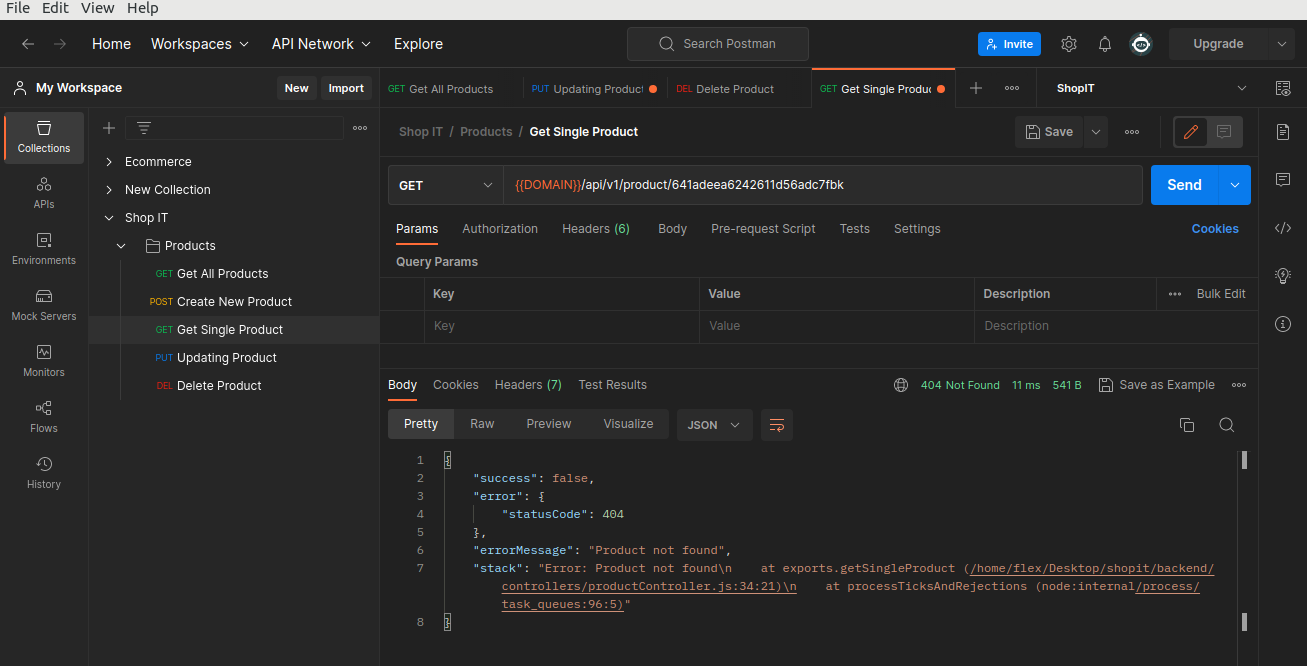 File Edit View Help
Home Workspaces API Network Explore Search Postman Invite Upgrade
My Workspace New Import GET Get All Products PUT Updating Product DEL Delete Product GET Get Single Produc ShopIT
Collections
APIs
Environments
Mock Servers
Monitors
Flows
History
Ecommerce
New Collection
Shop IT
Products
GET Get All Products
POST Create New Product
GET Get Single Product
PUT Updating Product
DEL Delete Product
Shop IT / Products / Get Single Product Save
GET {{DOMAIN}}/api/v1/product/641adeea6242611d56adc7fbk Send
Params Authorization Headers (6) Body Pre-request Script Tests Settings Cookies
Query Params
Key Value Description Bulk Edit
Key Value Description
Body Cookies Headers (7) Test Results 404 Not Found 11 ms 541 B Save as Example
Pretty Raw Preview Visualize JSON
1 {
2 "success": false,
3 "error": {
4 "statusCode": 404
5 },
6 "errorMessage": "Product not found",
7 "stack": "Error: Product not found\n    at exports.getSingleProduct (/home/flex/Desktop/shopit/backend/
controllers/productController.js:34:21)\n    at processTicksAndRejections (node:internal/process/
task_queues:96:5)"
8 }